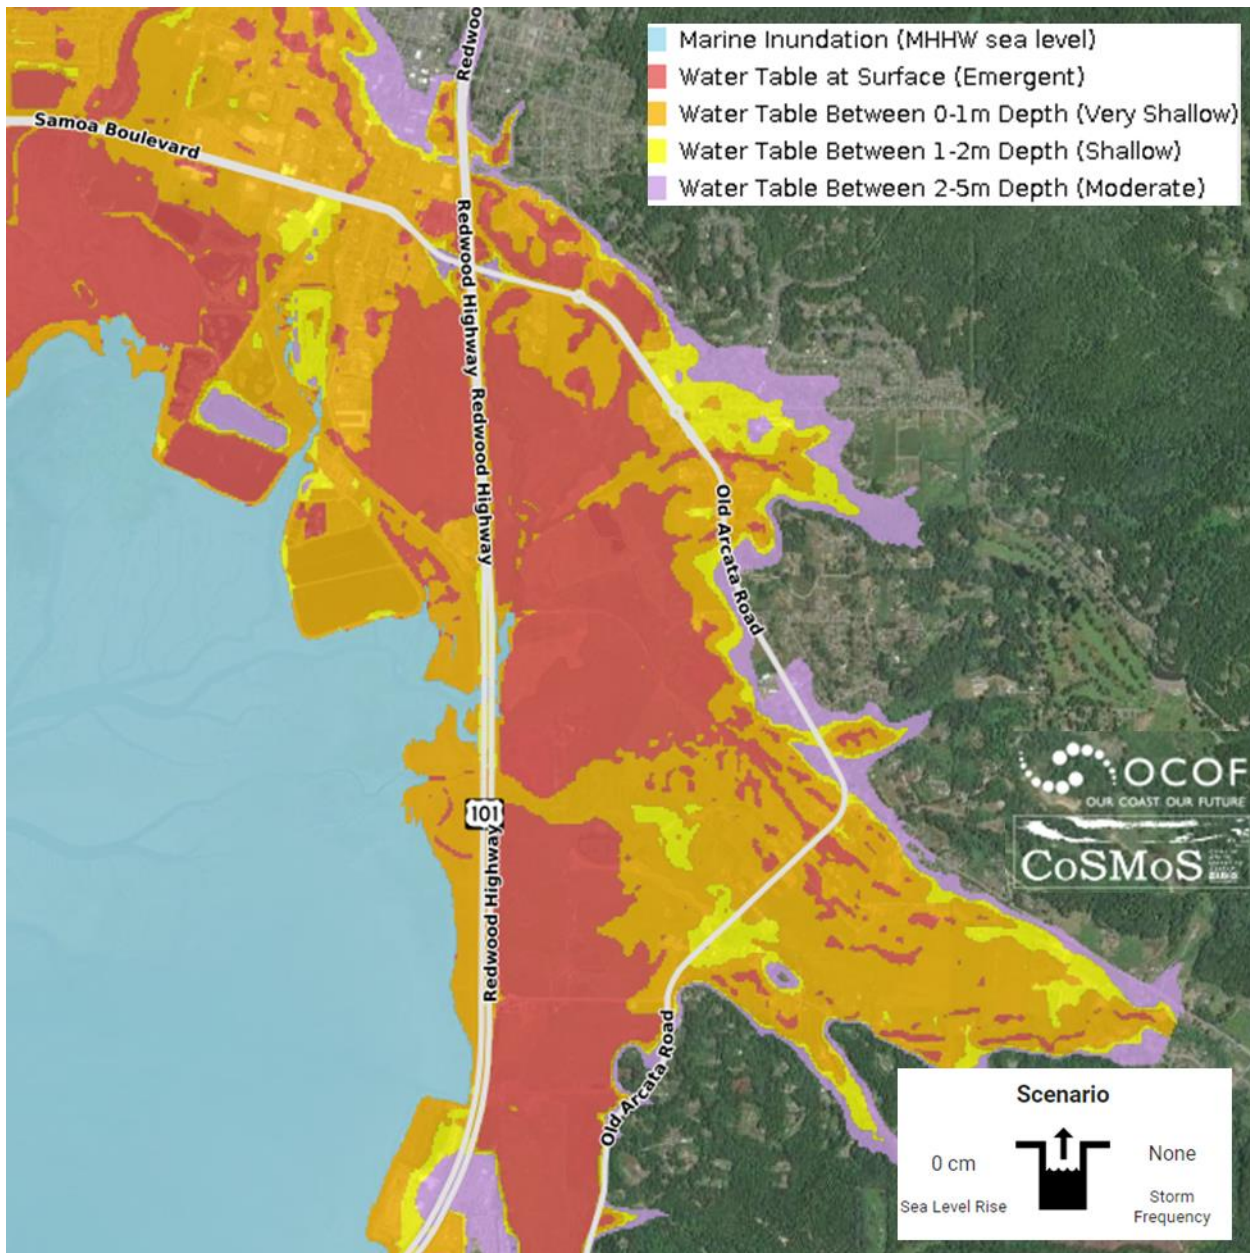 Redwoo
Marine Inundation (MHHW sea level)
Water Table at Surface (Emergent)
Water Table Between 0-1m Depth (Very Shallow)
Water Table Between 1-2m Depth (Shallow)
Water Table Between 2-5m Depth (Moderate)
Samoa Boulevard
Redwood Highway
Redwood Highway
Old Arcata Road
OCOF
OUR COAST OUR FUTURE
101
CoSMoS
Redwood Highway
Old Arcata Road
Scenario
0 cm
None
Sea Level Rise
Storm
Frequency